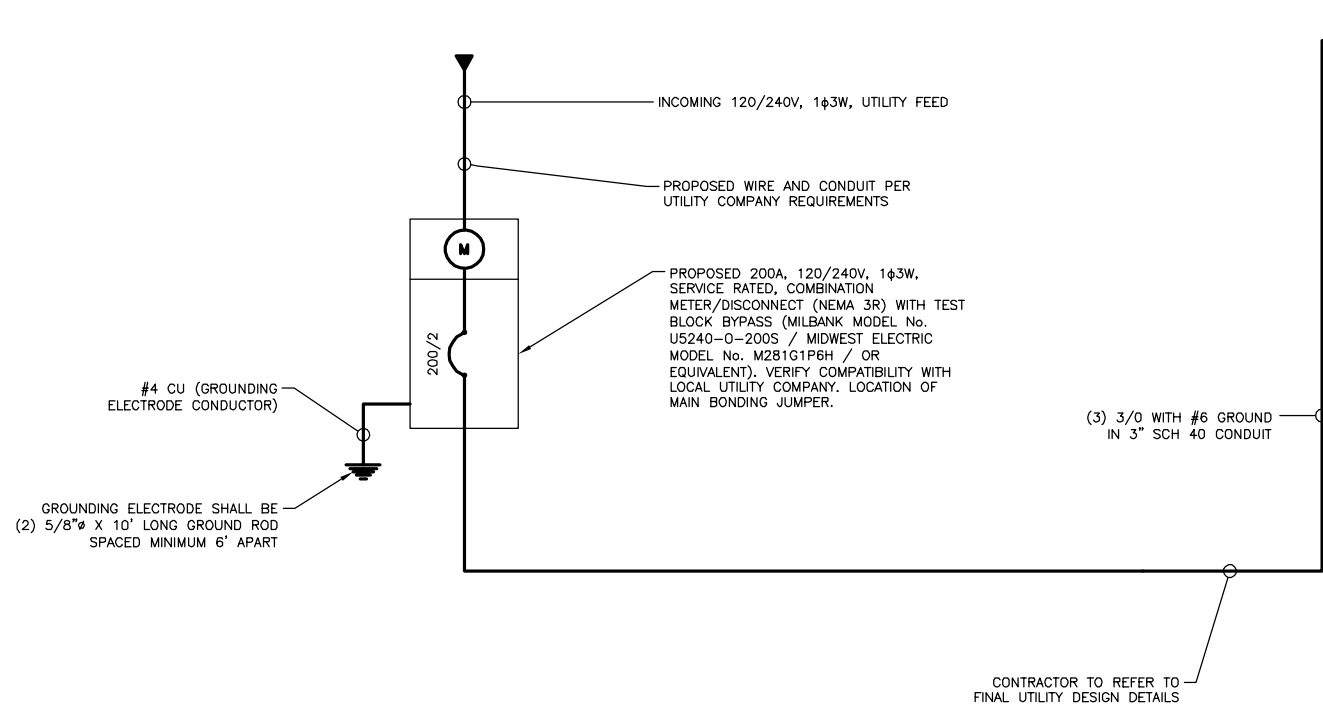 INCOMING 120/240V, 1ϕ3W, UTILITY FEED
PROPOSED WIRE AND CONDUIT PER
UTILITY COMPANY REQUIREMENTS
M
200/2
PROPOSED 200A, 120/240V, 1ϕ3W,
SERVICE RATED, COMBINATION
METER/DISCONNECT (NEMA 3R) WITH TEST
BLOCK BYPASS (MILBANK MODEL No.
U5240-O-200S / MIDWEST ELECTRIC
MODEL No. M281G1P6H / OR
EQUIVALENT). VERIFY COMPATIBILITY WITH
LOCAL UTILITY COMPANY. LOCATION OF
MAIN BONDING JUMPER.
#4 CU (GROUNDING
ELECTRODE CONDUCTOR)
(3) 3/0 WITH #6 GROUND
IN 3" SCH 40 CONDUIT
GROUNDING ELECTRODE SHALL BE
(2) 5/8"ø X 10' LONG GROUND ROD
SPACED MINIMUM 6' APART
CONTRACTOR TO REFER TO
FINAL UTILITY DESIGN DETAILS